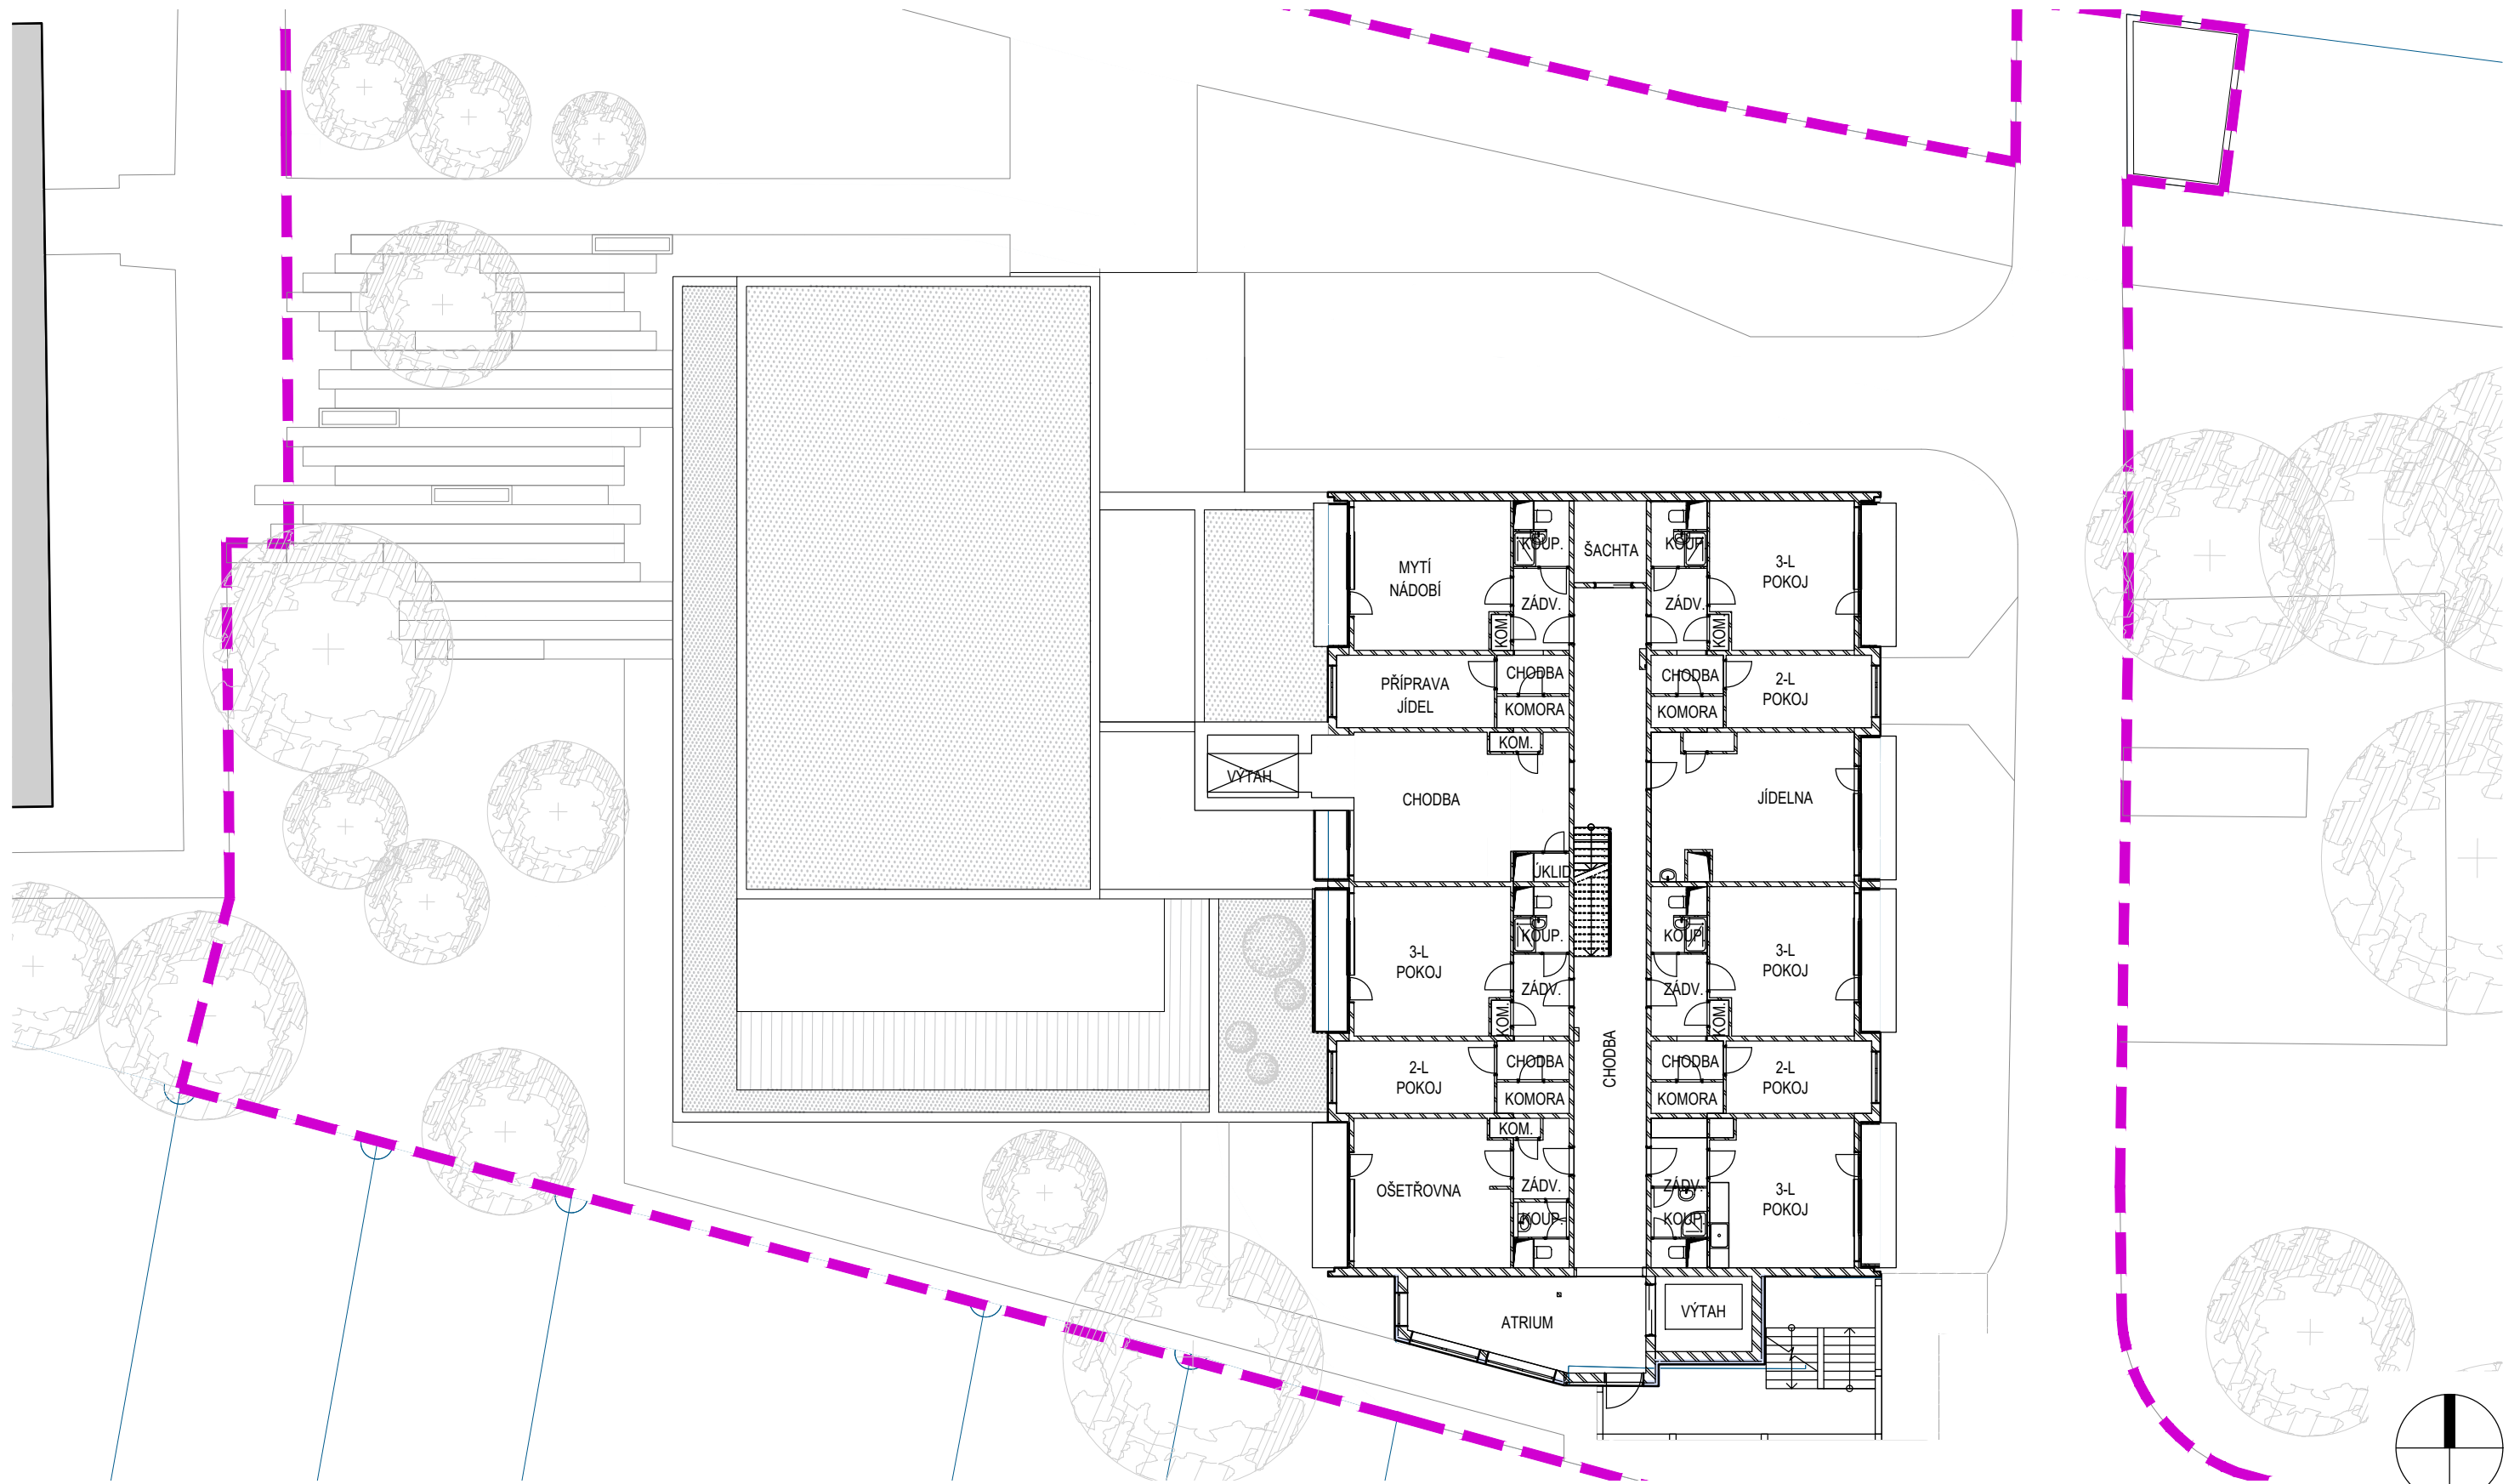 MYTÍ
NÁDOBÍ
KOUP.
ŠACHTA
KOUP.
3-L
POKOJ
ZÁDV.
ZÁDV.
KOM.
KOM.
PŘÍPRAVA
JÍDEL
CHODBA
KOMORA
CHODBA
KOMORA
2-L
POKOJ
KOM.
VÝTAH
CHODBA
JÍDELNA
ÚKLID
3-L
POKOJ
KOUP.
KOUP.
3-L
POKOJ
ZÁDV.
ZÁDV.
KOM.
KOM.
CHODBA
2-L
POKOJ
CHODBA
KOMORA
CHODBA
KOMORA
2-L
POKOJ
KOM.
OŠETŘOVNA
ZÁDV.
KOUP.
ZÁDV.
KOUP.
3-L
POKOJ
ATRIUM
VÝTAH